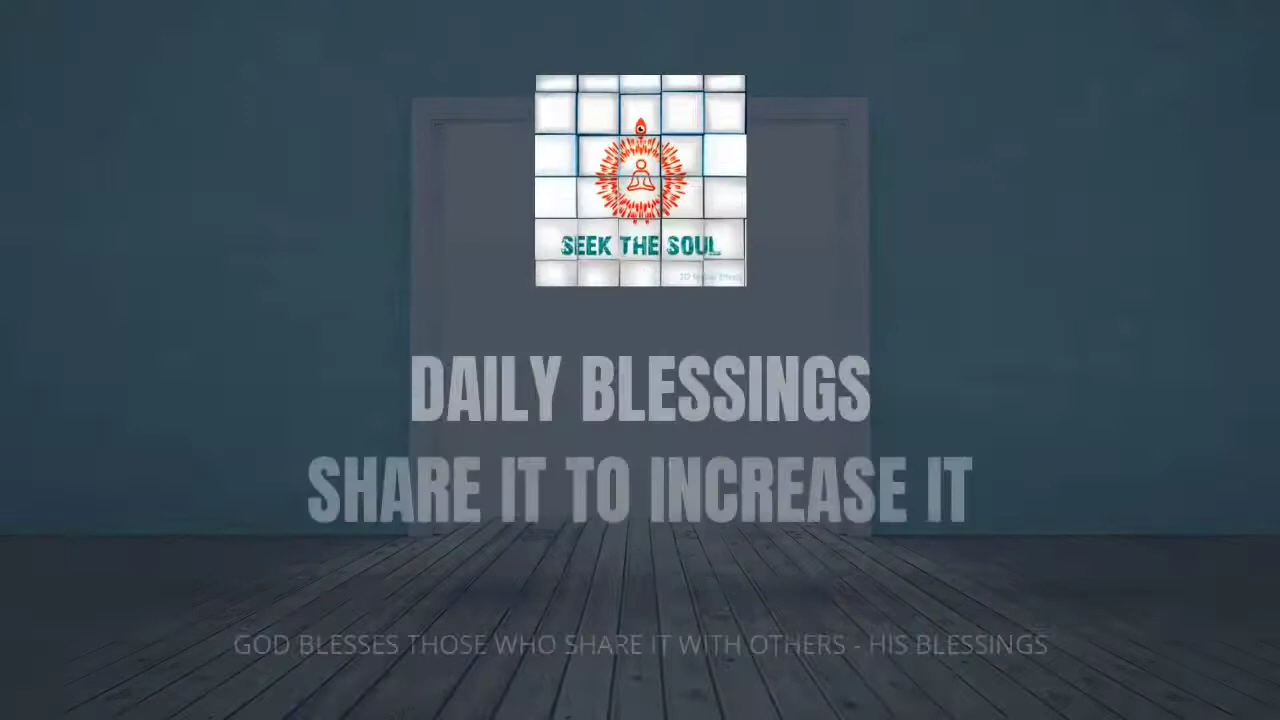 SEEK THE SOUL
DAILY BLESSINGS
SHARE IT TO INCREASE IT
GOD BLESSES THOSE WHO SHARE IT WITH OTHERS - HIS BLESSINGS